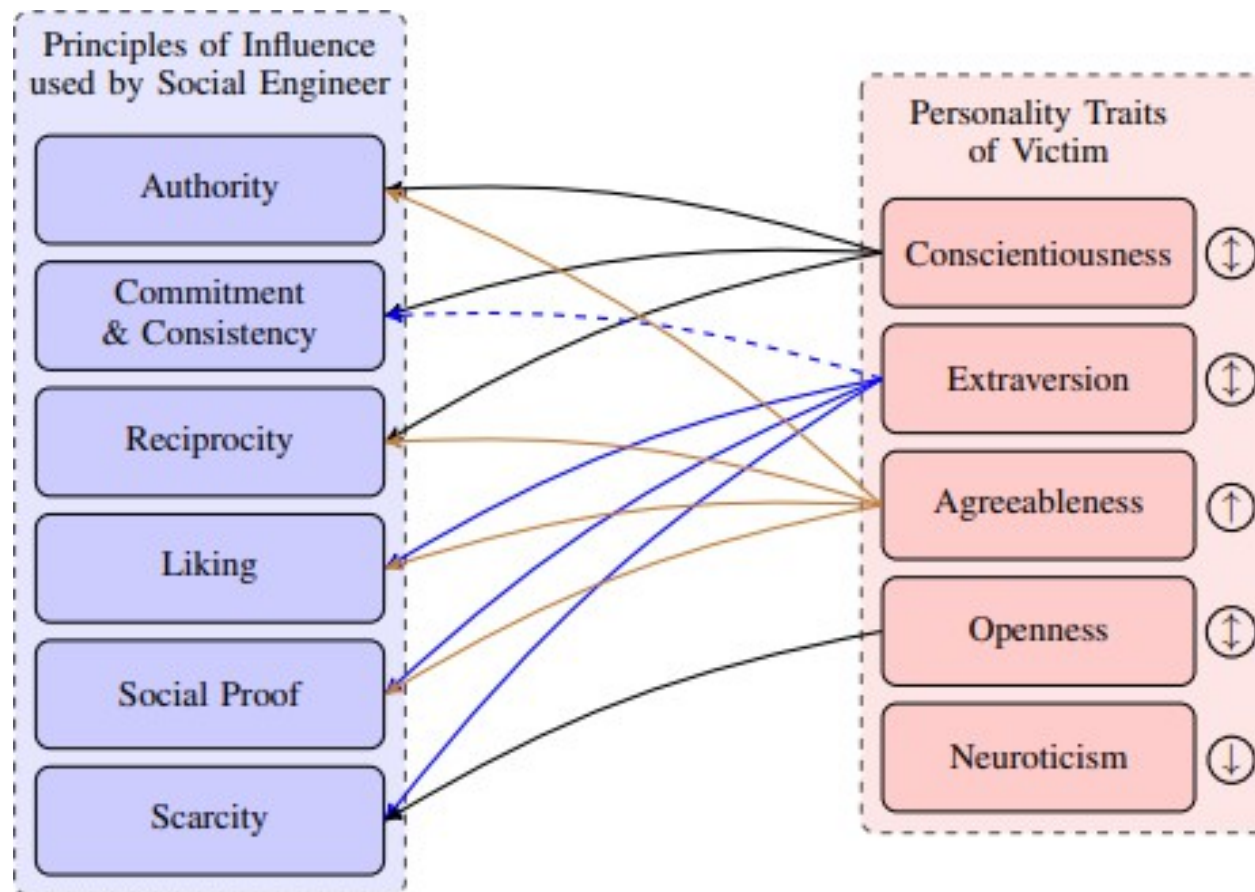 Principles of Influence
used by Social Engineer
Authority
Commitment
& Consistency
Reciprocity
Liking
Social Proof
Scarcity
Personality Traits
of Victim
Conscientiousness
↕
Extraversion
↕
Agreeableness
↑
Openness
↕
Neuroticism
↓